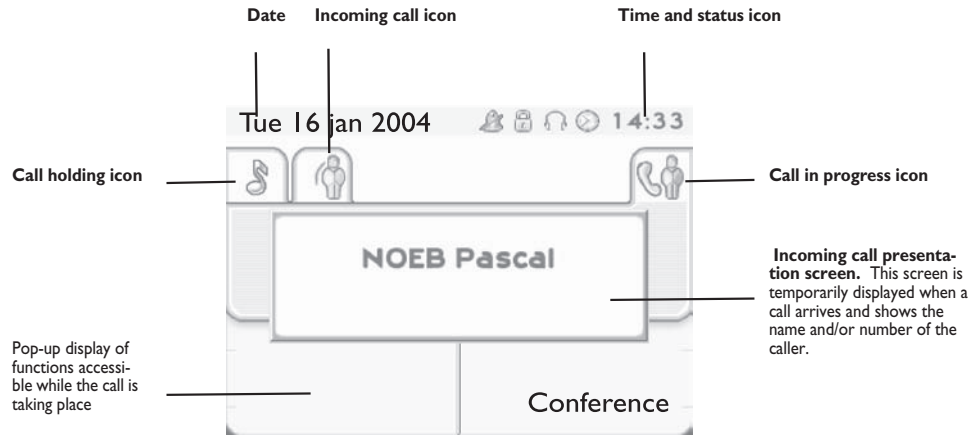 Date
Incoming call icon
Time and status icon
Tue 16 jan 2004
14:33
Call holding icon
Call in progress icon
NOEB Pascal
Incoming call presenta-
tion screen. This screen is
temporarily displayed when a
call arrives and shows the
name and/or number of the
caller.
Pop-up display of
functions accessi-
ble while the call is
taking place
Conference